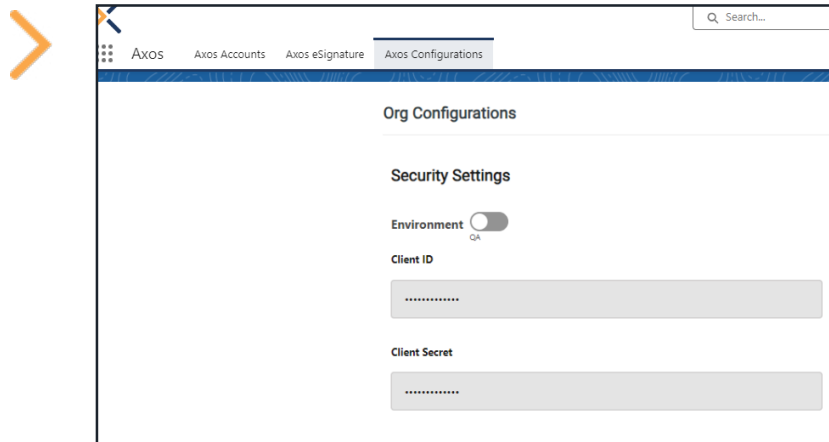 Search...
Axos Axos Accounts Axos eSignature Axos Configurations
Org Configurations
Security Settings
Environment
QA
Client ID
•••••••••••••
Client Secret
•••••••••••••